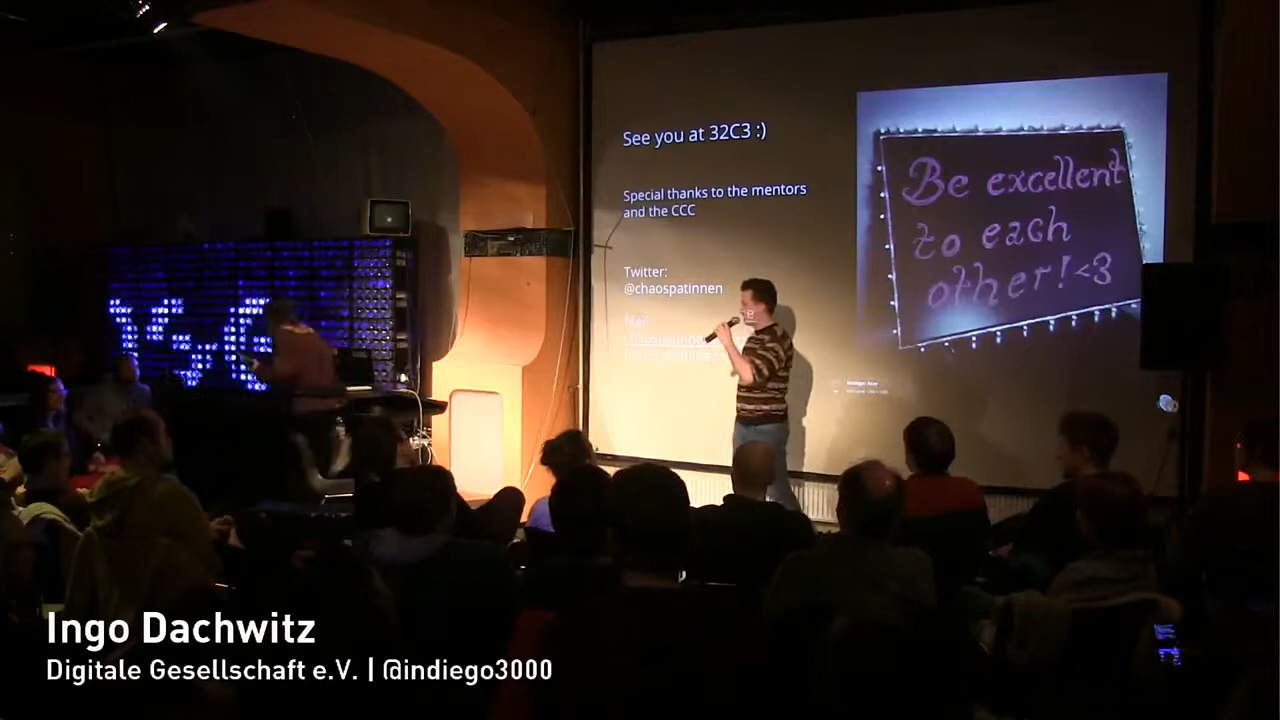 See you at 32C3 :)
Special thanks to the mentors
and the CCC
Twitter:
@chaospatinnen
Mail:
Be excellent
to each
other! <3
Ingo Dachwitz
Digitale Gesellschaft e.V. | @indiego3000